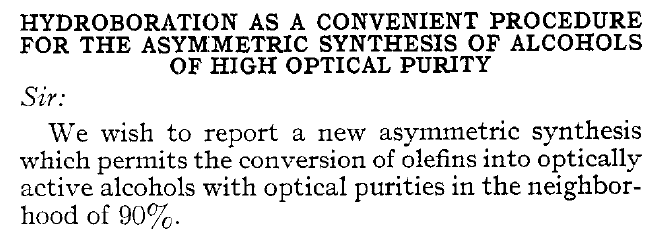 HYDROBORATION AS A CONVENIENT PROCEDURE
FOR THE ASYMMETRIC SYNTHESIS OF ALCOHOLS
OF HIGH OPTICAL PURITY
Sir:
We wish to report a new asymmetric synthesis
which permits the conversion of olefins into optically
active alcohols with optical purities in the neighbor-
hood of 90%.